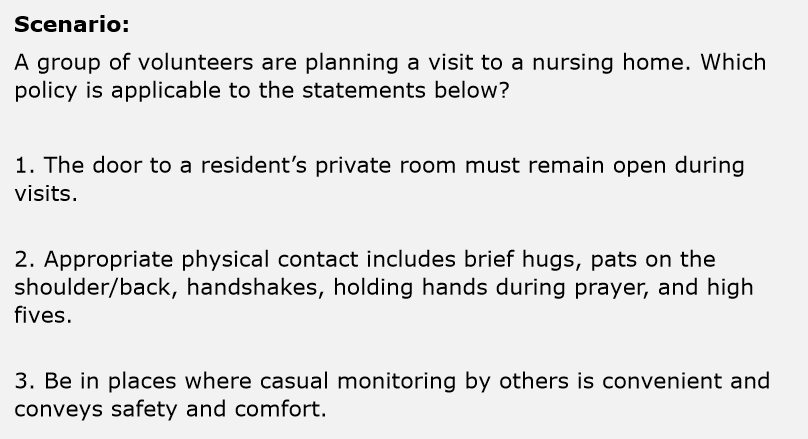 Scenario:
A group of volunteers are planning a visit to a nursing home. Which
policy is applicable to the statements below?
1. The door to a resident’s private room must remain open during
visits.
2. Appropriate physical contact includes brief hugs, pats on the
shoulder/back, handshakes, holding hands during prayer, and high
fives.
3. Be in places where casual monitoring by others is convenient and
conveys safety and comfort.